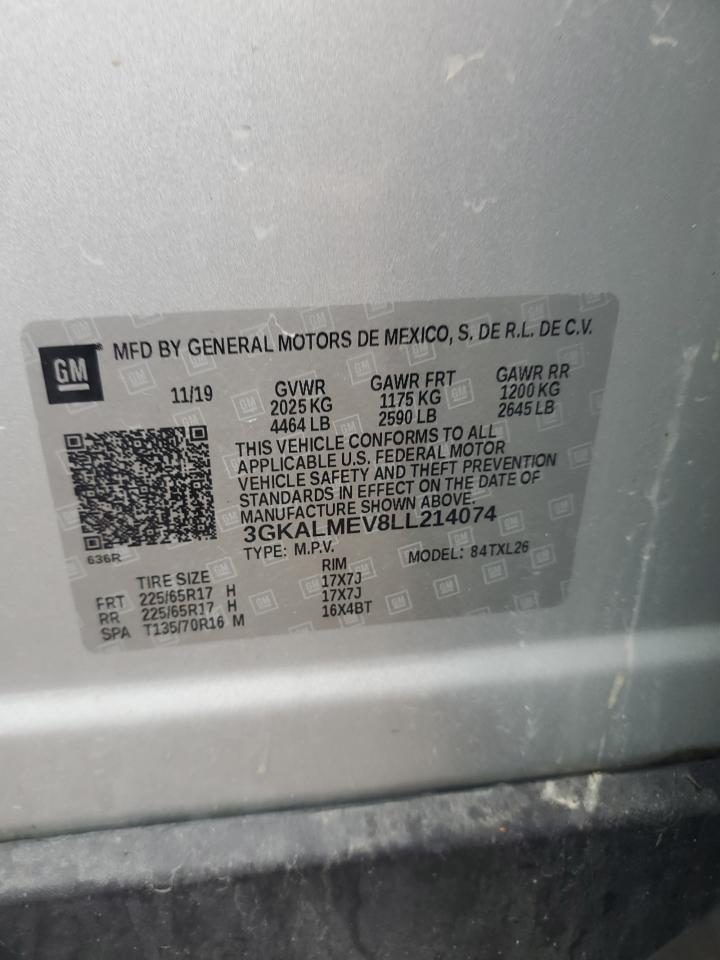 GM ® MFD BY GENERAL MOTORS DE MEXICO, S. DE R.L. DE C.V.
11/19 GVWR GAWR FRT GAWR RR
2025 KG 1175 KG 1200 KG
4464 LB 2590 LB 2645 LB
THIS VEHICLE CONFORMS TO ALL
APPLICABLE U.S. FEDERAL MOTOR
VEHICLE SAFETY AND THEFT PREVENTION
STANDARDS IN EFFECT ON THE DATE OF
MANUFACTURE SHOWN ABOVE.
3GKALMEV8LL214074
636R TYPE: M.P.V. MODEL: 84TXL26
TIRE SIZE RIM
FRT 225/65R17 H 17X7J
RR 225/65R17 H 17X7J
SPA T135/70R16 M 16X4BT